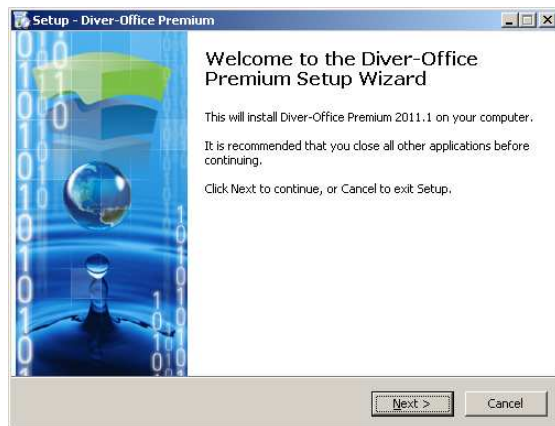 Setup - Diver-Office Premium
Welcome to the Diver-Office
Premium Setup Wizard
This will install Diver-Office Premium 2011.1 on your computer.
It is recommended that you close all other applications before
continuing.
Click Next to continue, or Cancel to exit Setup.
Next >
Cancel